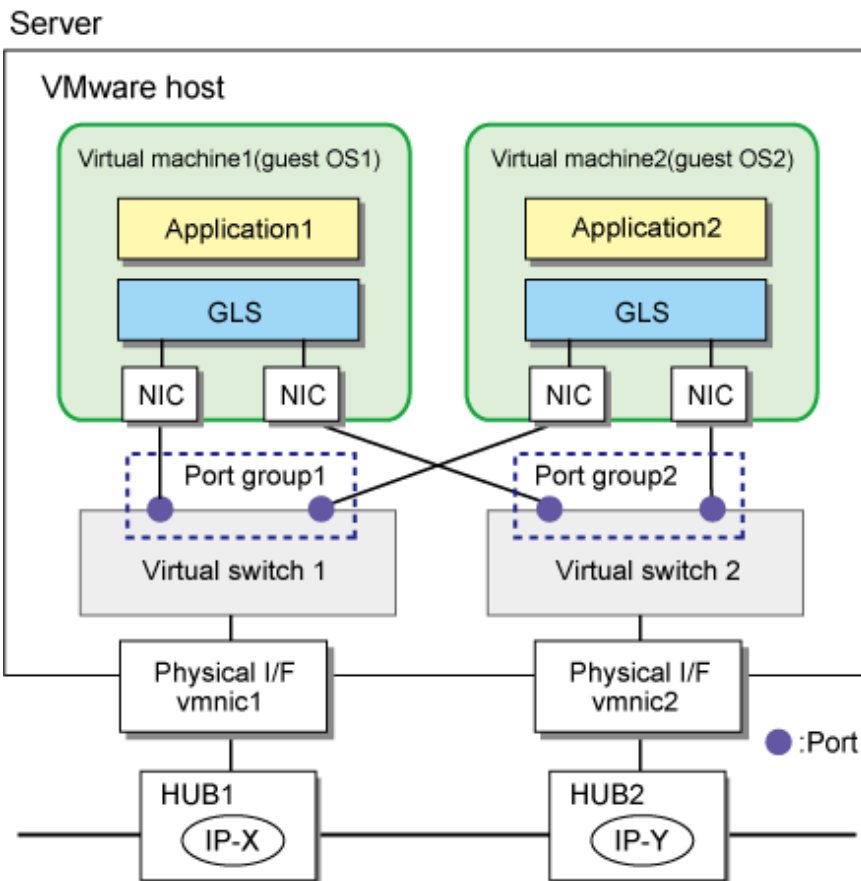 Server
VMware host
Virtual machine1(guest OS1)
Virtual machine2(guest OS2)
Application1
Application2
GLS
GLS
NIC
NIC
NIC
NIC
Port group1
Port group2
Virtual switch 1
Virtual switch 2
Physical I/F
vmnic1
Physical I/F
vmnic2
:Port
HUB1
IP-X
HUB2
IP-Y